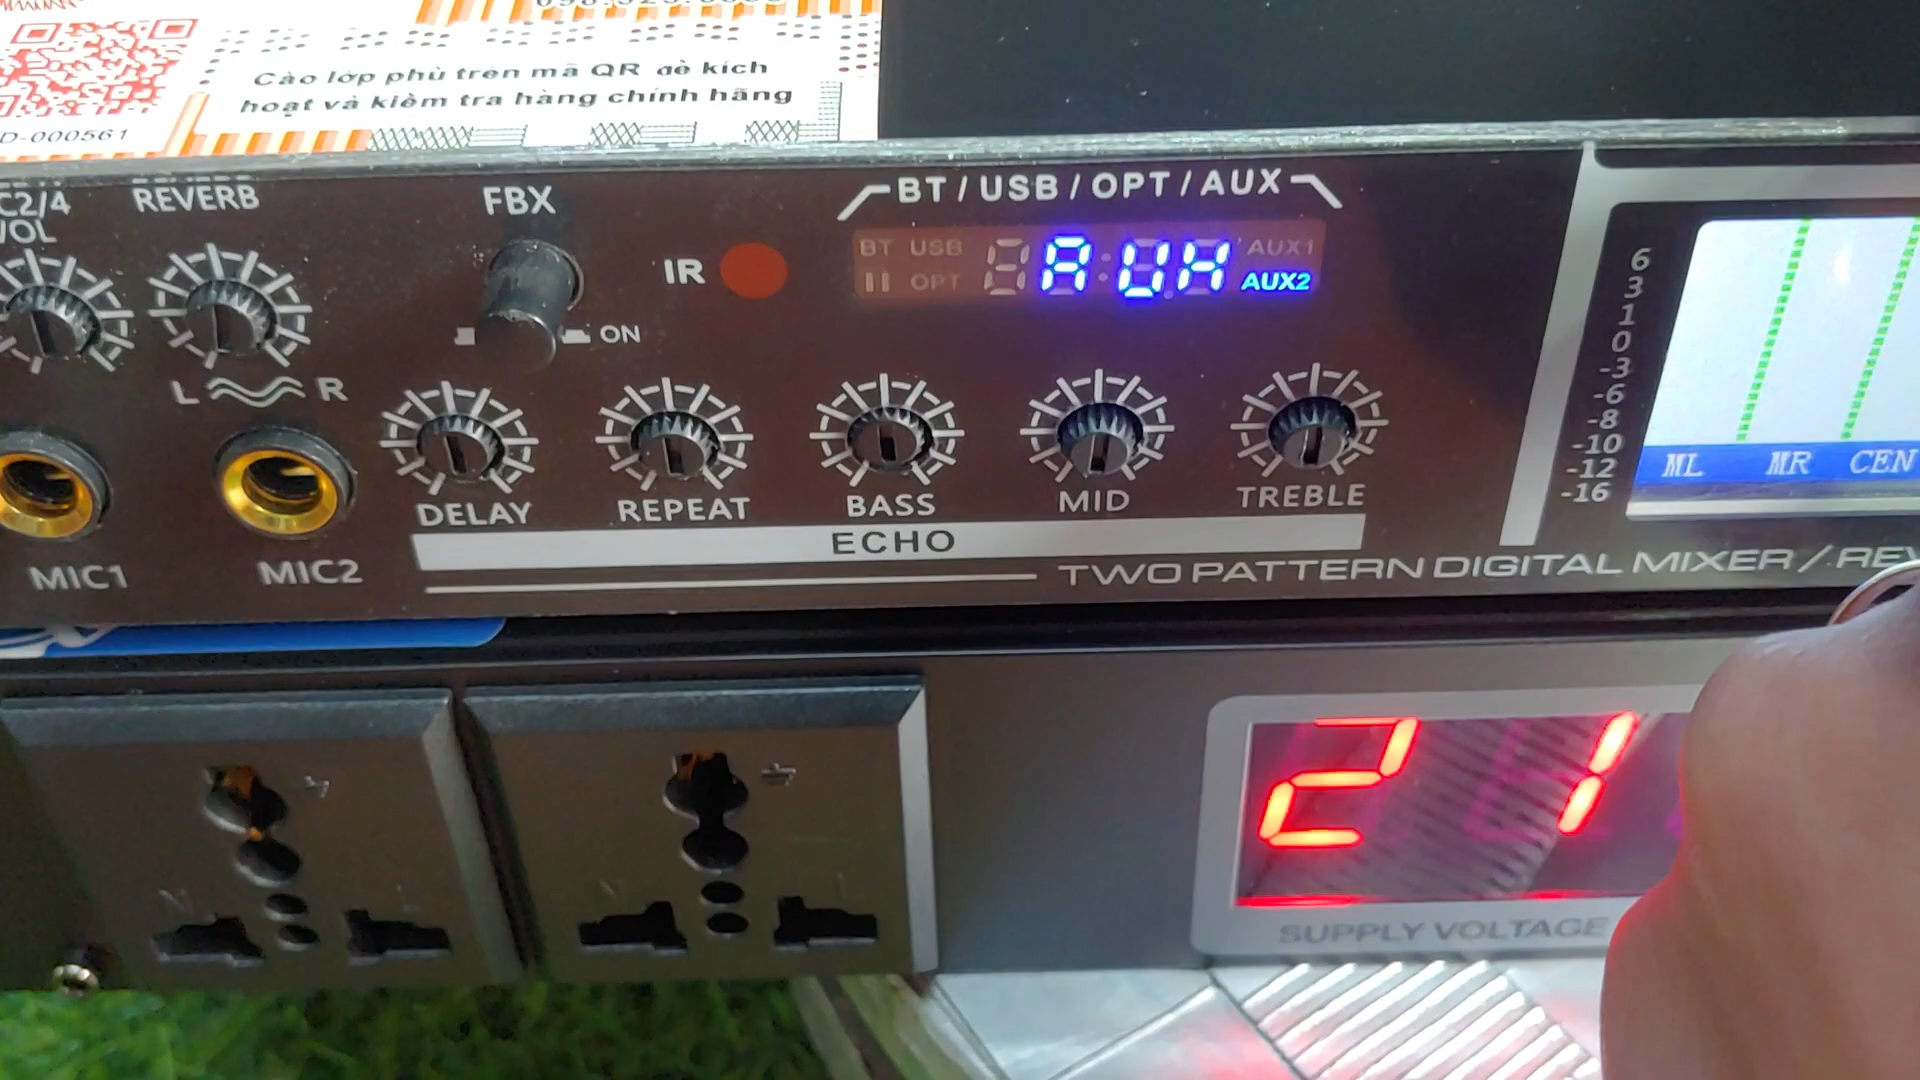 Cào lớp phủ trên mã QR để kích
hoạt và kiểm tra hàng chính hãng
D-000561
C2/4
VOL
REVERB
FBX
ON
IR
BT / USB / OPT / AUX
BT USB AUX1
OPT AUX2
AUX
6
3
1
0
-3
-6
-8
-10
-12
-16
ML MR CEN
L R
MIC1
MIC2
DELAY
REPEAT
BASS
MID
TREBLE
ECHO
TWO PATTERN DIGITAL MIXER / REV
N L
N L
21
SUPPLY VOLTAGE